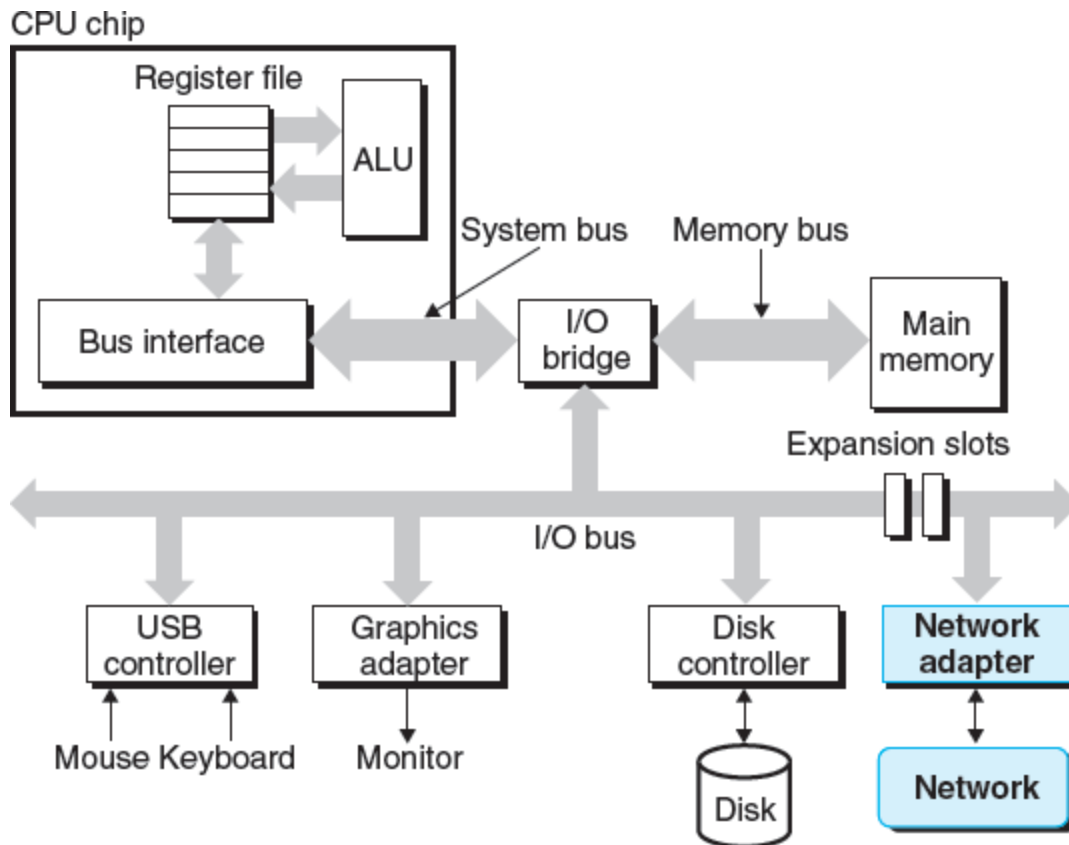 CPU chip
Register file
ALU
System bus
Memory bus
Bus interface
I/O
bridge
Main
memory
Expansion slots
I/O bus
USB
controller
Graphics
adapter
Disk
controller
Network
adapter
Mouse Keyboard
Monitor
Disk
Network